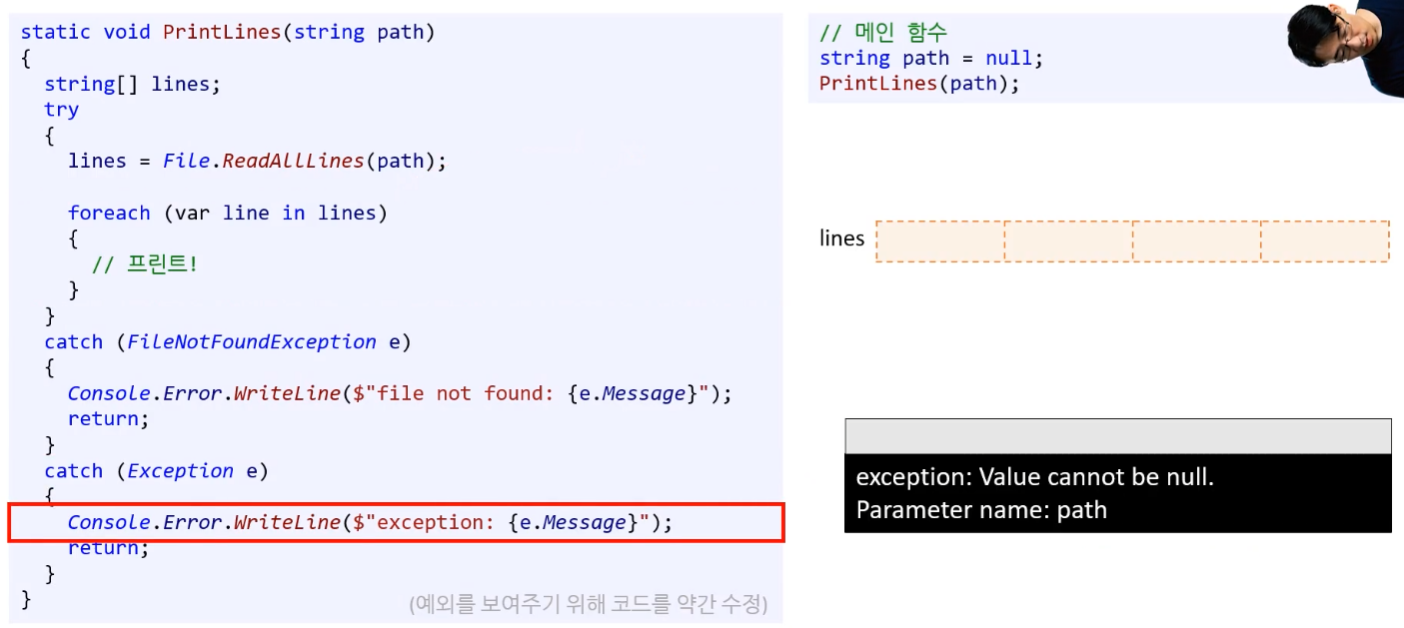 static void PrintLines(string path)
{
string[] lines;
try
{
lines = File.ReadAllLines(path);
foreach (var line in lines)
{
// 프린트!
}
}
catch (FileNotFoundException e)
{
Console.Error.WriteLine($"file not found: {e.Message}");
return;
}
catch (Exception e)
{
Console.Error.WriteLine($"exception: {e.Message}");
return;
}
}
(예외를 보여주기 위해 코드를 약간 수정)
// 메인 함수
string path = null;
PrintLines(path);
lines
exception: Value cannot be null.
Parameter name: path